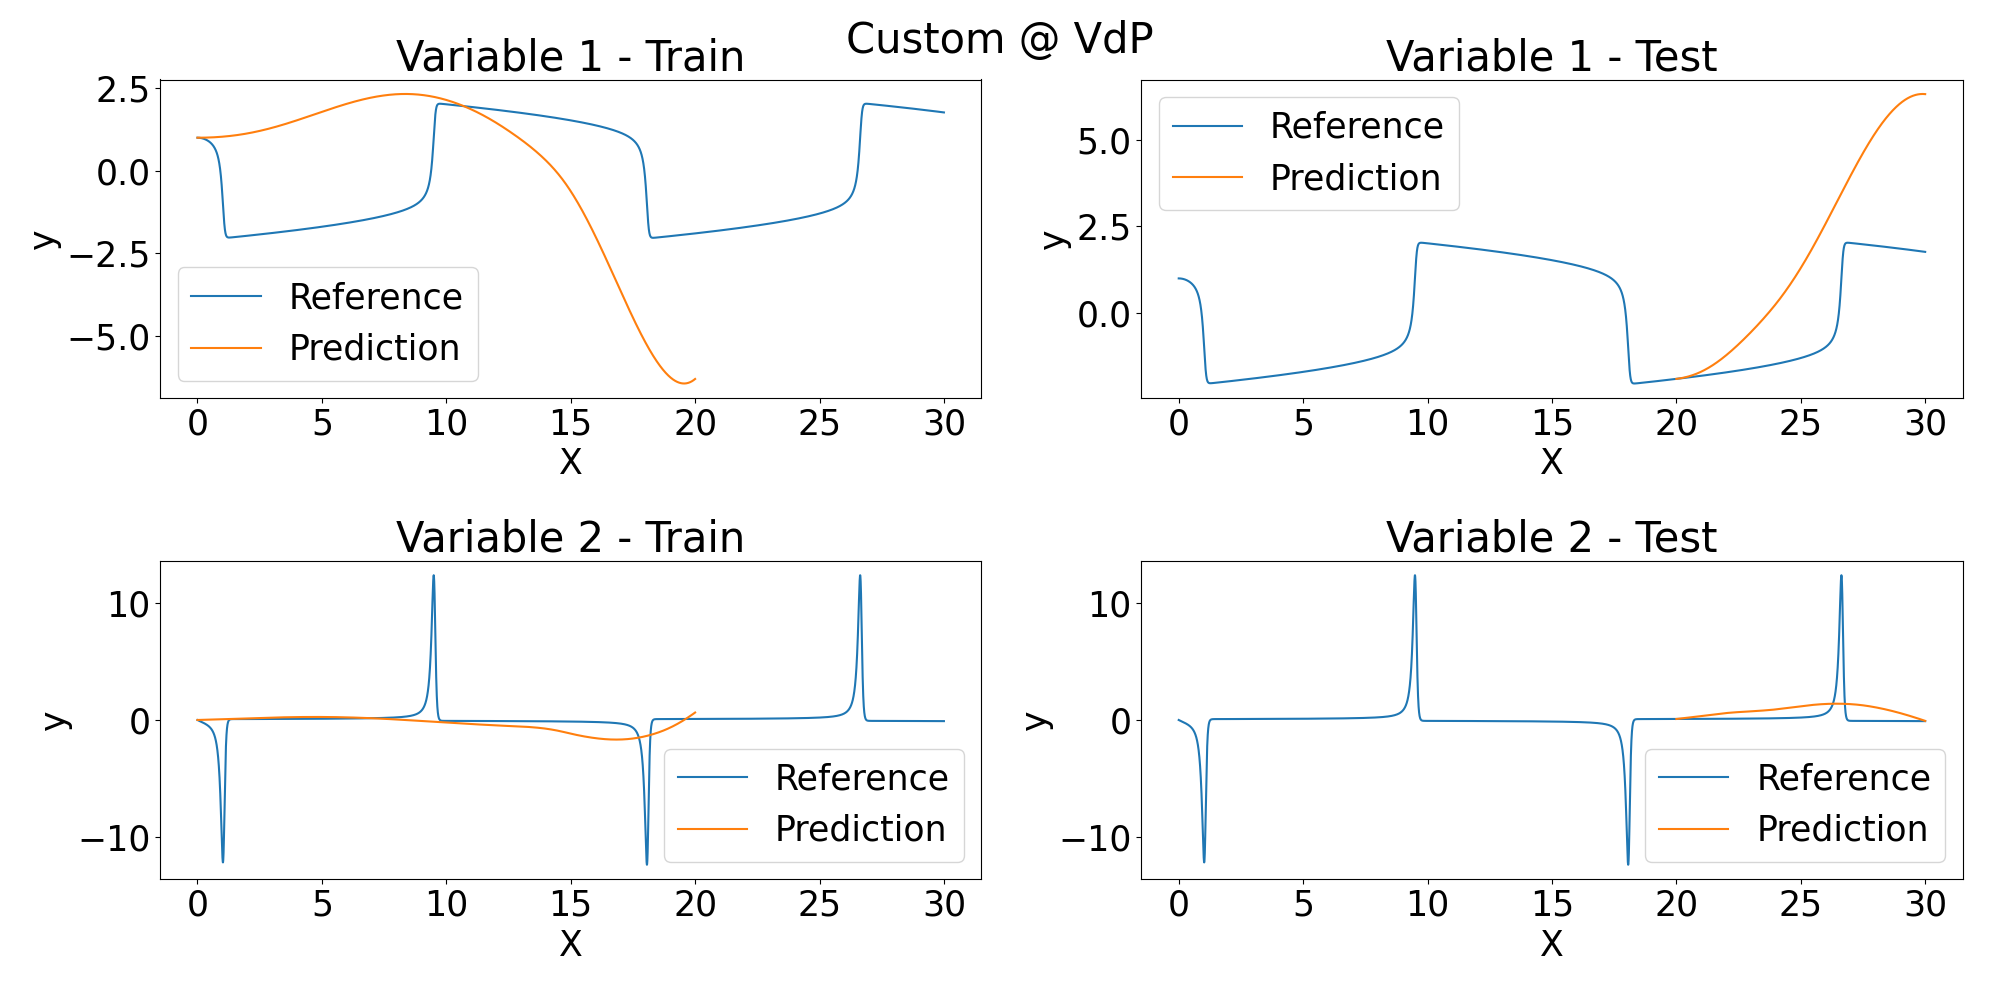 Custom @ VdP
Variable 1 - Train
2.5
0.0
−2.5
−5.0
y
Reference
Prediction
0 5 10 15 20 25 30
X
Variable 1 - Test
5.0
2.5
0.0
y
Reference
Prediction
0 5 10 15 20 25 30
X
Variable 2 - Train
10
0
−10
y
Reference
Prediction
0 5 10 15 20 25 30
X
Variable 2 - Test
10
0
−10
y
Reference
Prediction
0 5 10 15 20 25 30
X